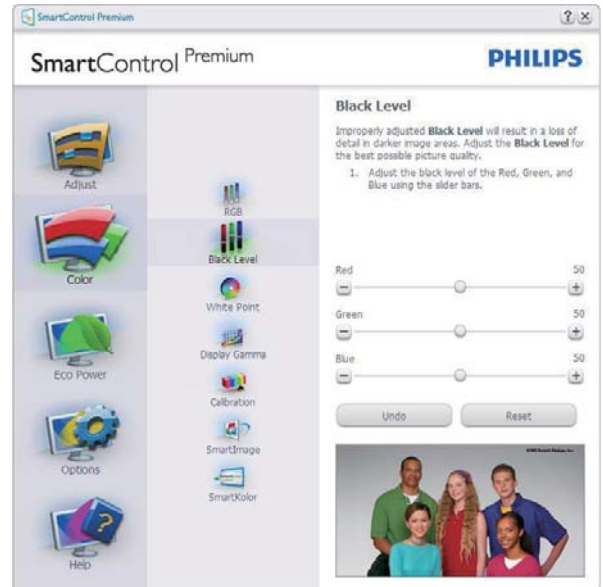 SmartControl Premium
? ×
SmartControl Premium
PHILIPS
Adjust
Color
Eco Power
Options
Help
RGB
Black Level
White Point
Display Gamma
Calibration
SmartImage
SmartKolor
Black Level
Improperly adjusted Black Level will result in a loss of
detail in darker image areas. Adjust the Black Level for
the best possible picture quality.
1. Adjust the black level of the Red, Green, and
Blue using the slider bars.
Red 50
− +
Green 50
− +
Blue 50
− +
Undo Reset